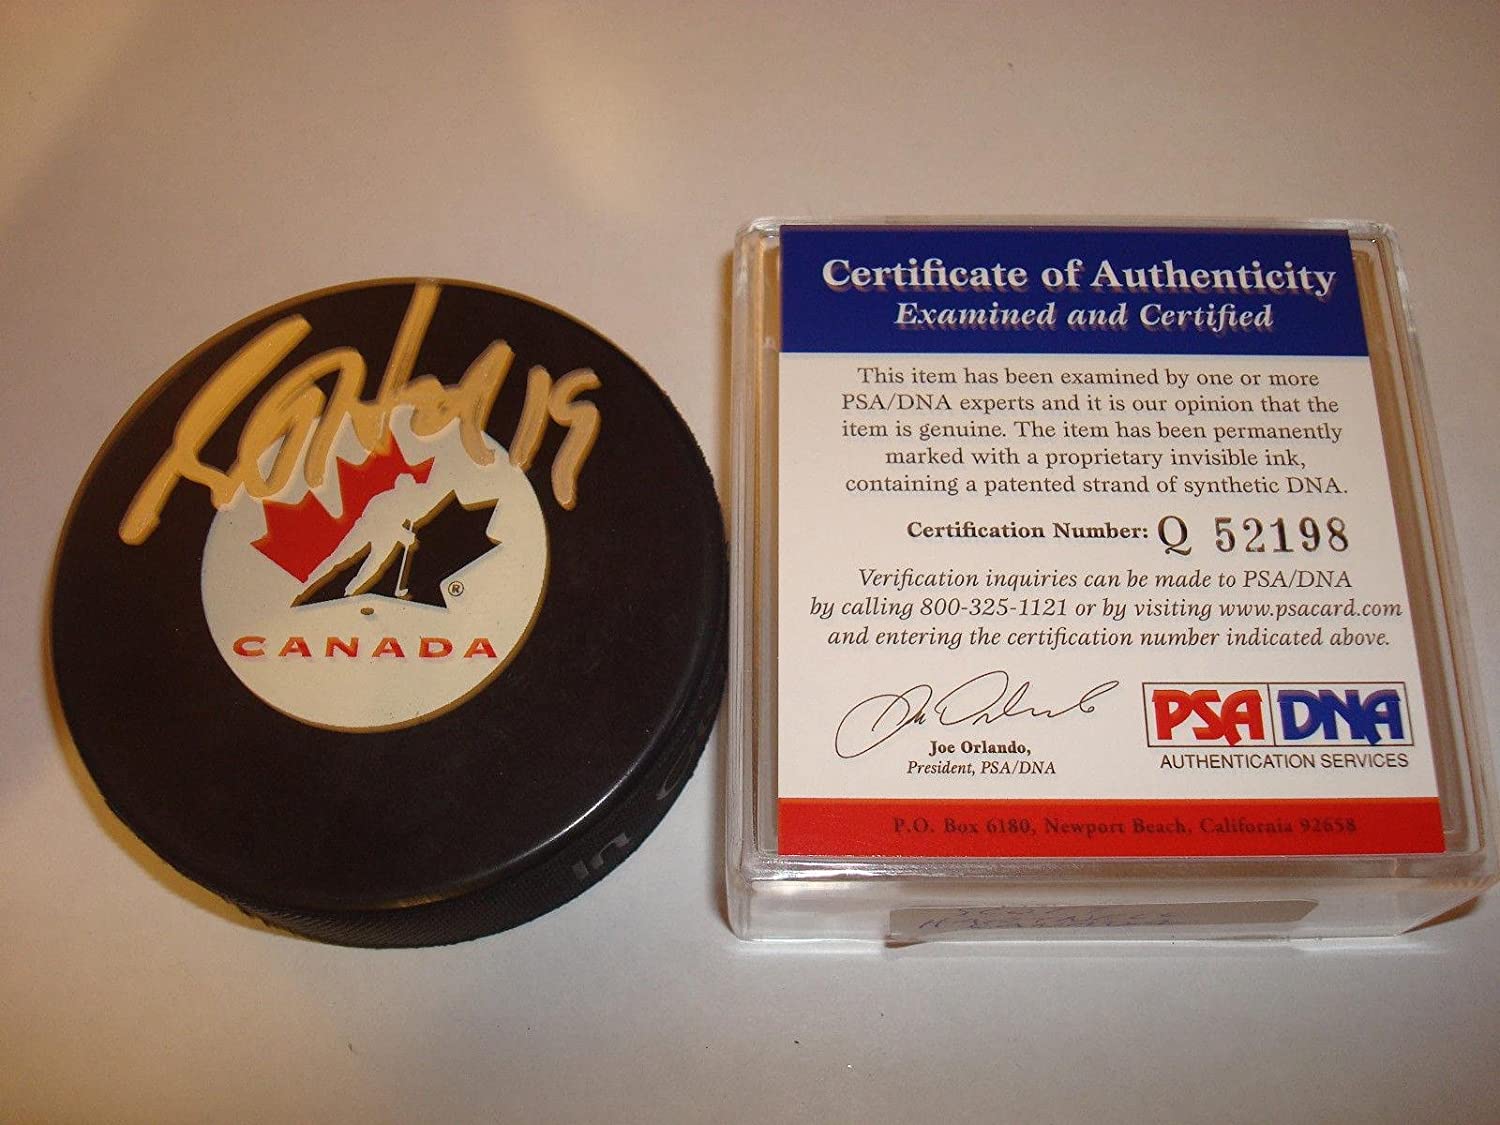 19
CANADA
®
Certificate of Authenticity
Examined and Certified
This item has been examined by one or more
PSA/DNA experts and it is our opinion that the
item is genuine. The item has been permanently
marked with a proprietary invisible ink,
containing a patented strand of synthetic DNA.
Certification Number: Q 52198
Verification inquiries can be made to PSA/DNA
by calling 800-325-1121 or by visiting www.psacard.com
and entering the certification number indicated above.
Joe Orlando,
President, PSA/DNA
PSA DNA
AUTHENTICATION SERVICES
P.O. Box 6180, Newport Beach, California 92658